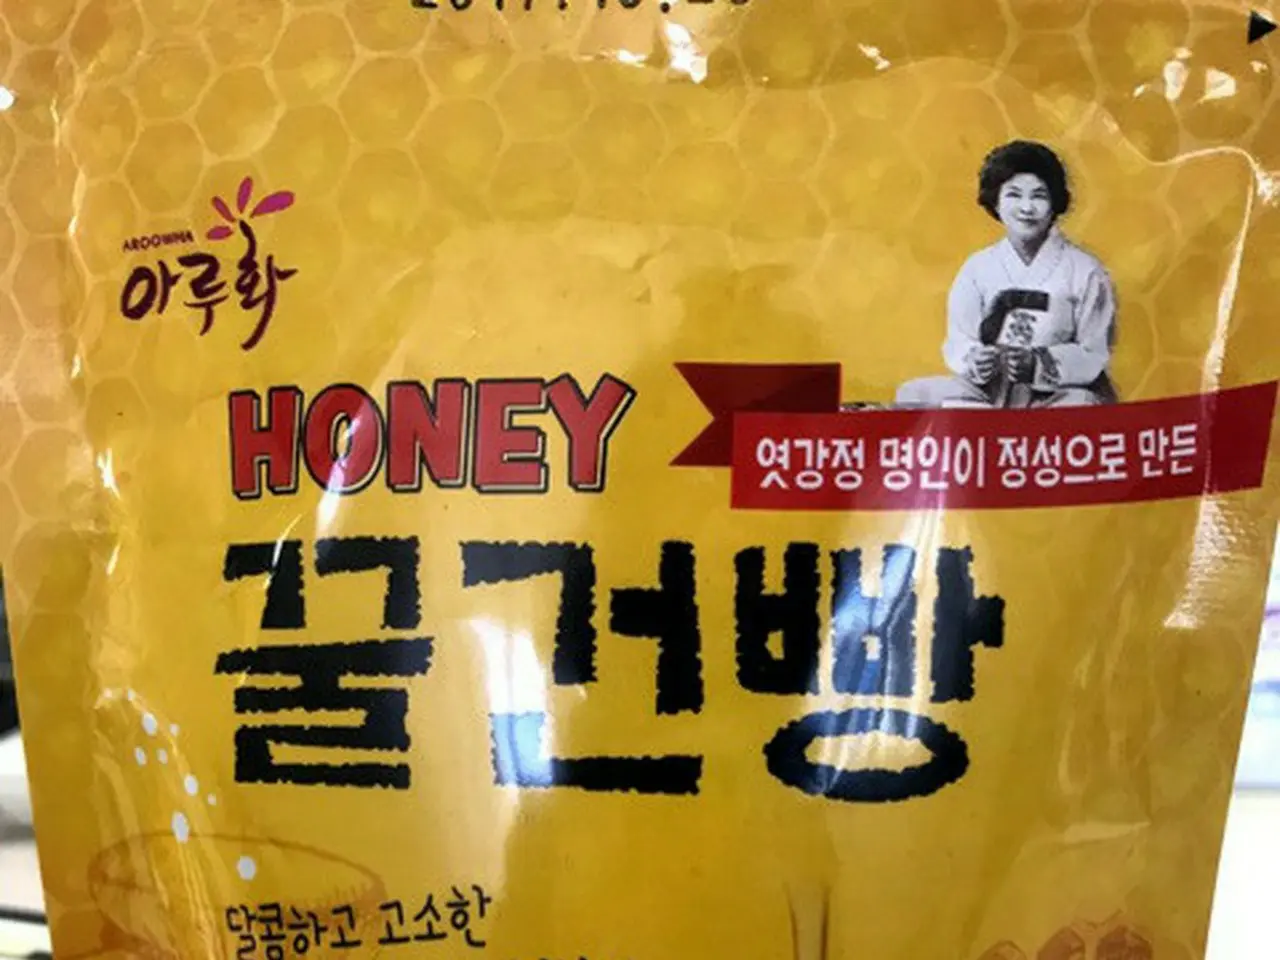 AROOWHA
아루화
HONEY
엿강정 명인이 정성으로 만든
꿀건빵
달콤하고 고소한